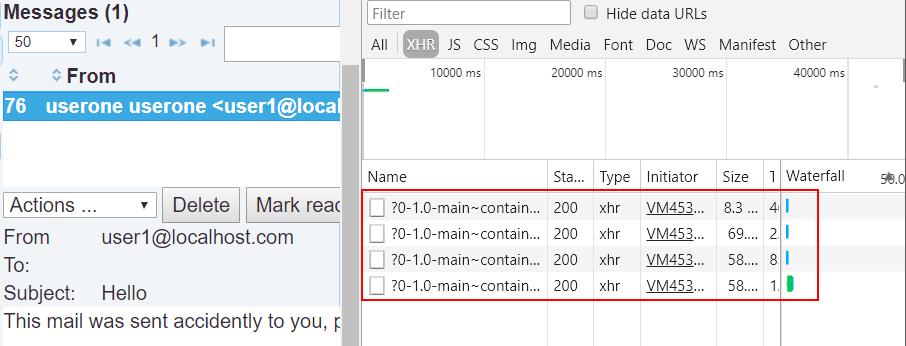 Messages (1)
50
1
From
76 userone userone <user1@local
Actions ...
Delete
Mark read
From user1@localhost.com
To:
Subject: Hello
This mail was sent accidently to you, p
Filter
Hide data URLs
All XHR JS CSS Img Media Font Doc WS Manifest Other
10000 ms 20000 ms 30000 ms 40000 ms
Name Sta... Type Initiator Size T Waterfall 50.0
?0-1.0-main~contain... 200 xhr VM453... 8.3 ... 4
?0-1.0-main~contain... 200 xhr VM453... 69.... 2.
?0-1.0-main~contain... 200 xhr VM453... 58.... 8.
?0-1.0-main~contain... 200 xhr VM453... 58.... 1.